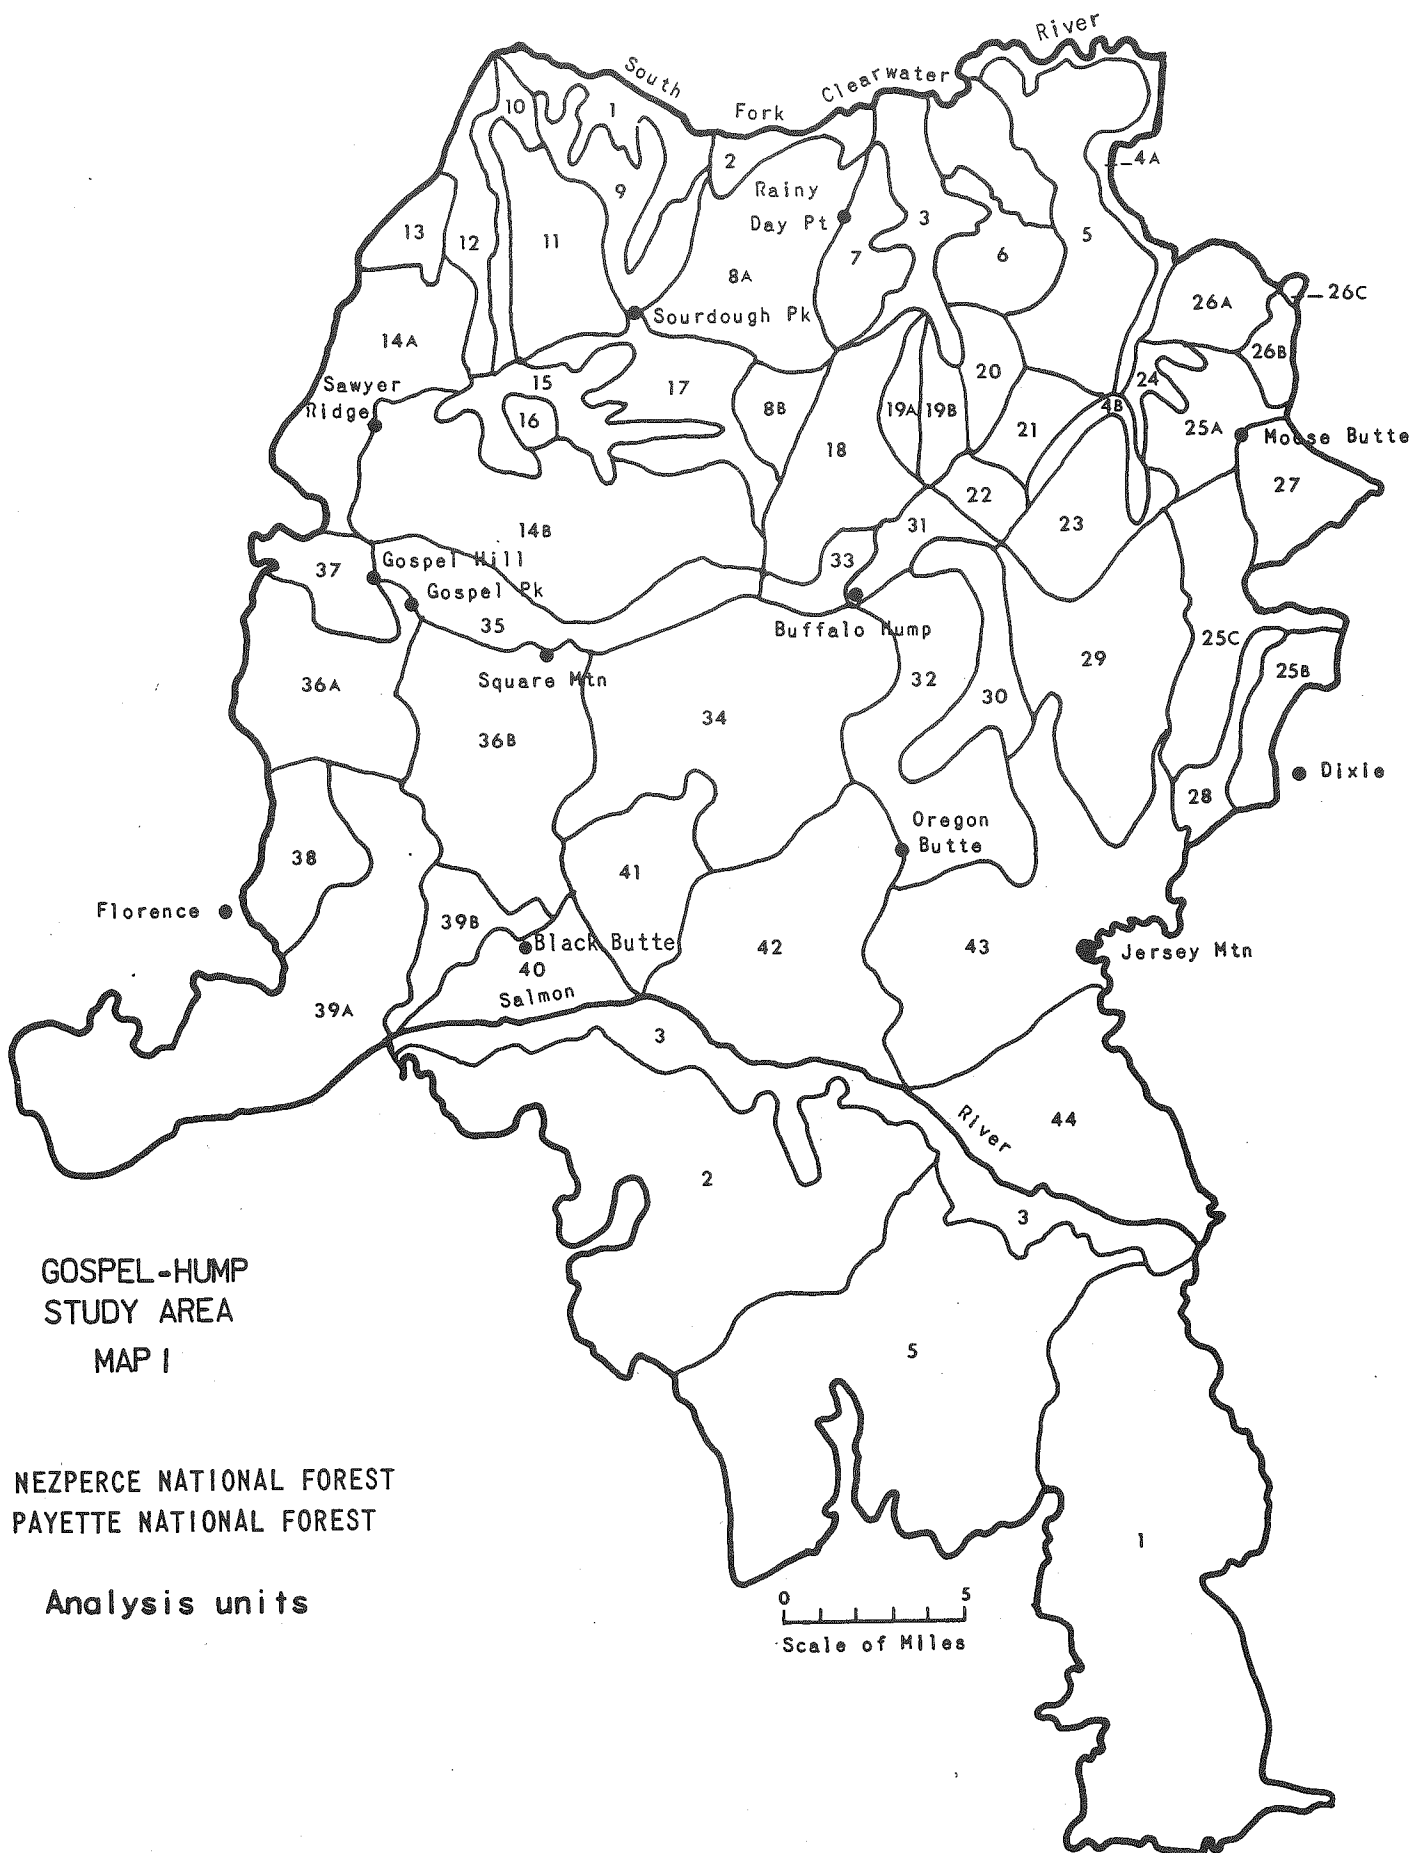 River
South
Clearwater
Fork
10
1
2
4A
Rainy
Day Pt
9
3
13
12
11
7
6
5
8A
26A
26C
Sourdough Pk
14A
26B
Sawyer
Ridge
15
17
20
24
16
8B
19A
19B
4B
21
25A
Moose Butte
18
27
22
23
14B
31
37
Gospel Hill
33
Gospel Pk
35
Buffalo Hump
25C
36A
Square Mtn
32
29
25B
30
34
36B
Dixie
28
Oregon
Butte
38
41
Florence
39B
Black Butte
42
43
Jersey Mtn
40
Salmon
39A
3
River
44
2
3
GOSPEL-HUMP
STUDY AREA
MAP I
5
NEZPERCE NATIONAL FOREST
PAYETTE NATIONAL FOREST
1
Analysis units
0 5
Scale of Miles